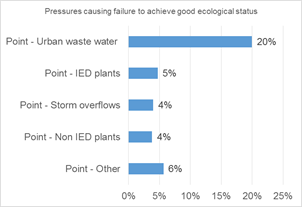 Pressures causing failure to achieve good ecological status
Point - Urban waste water 20%
Point - IED plants 5%
Point - Storm overflows 4%
Point - Non IED plants 4%
Point - Other 6%
0% 5% 10% 15% 20% 25%